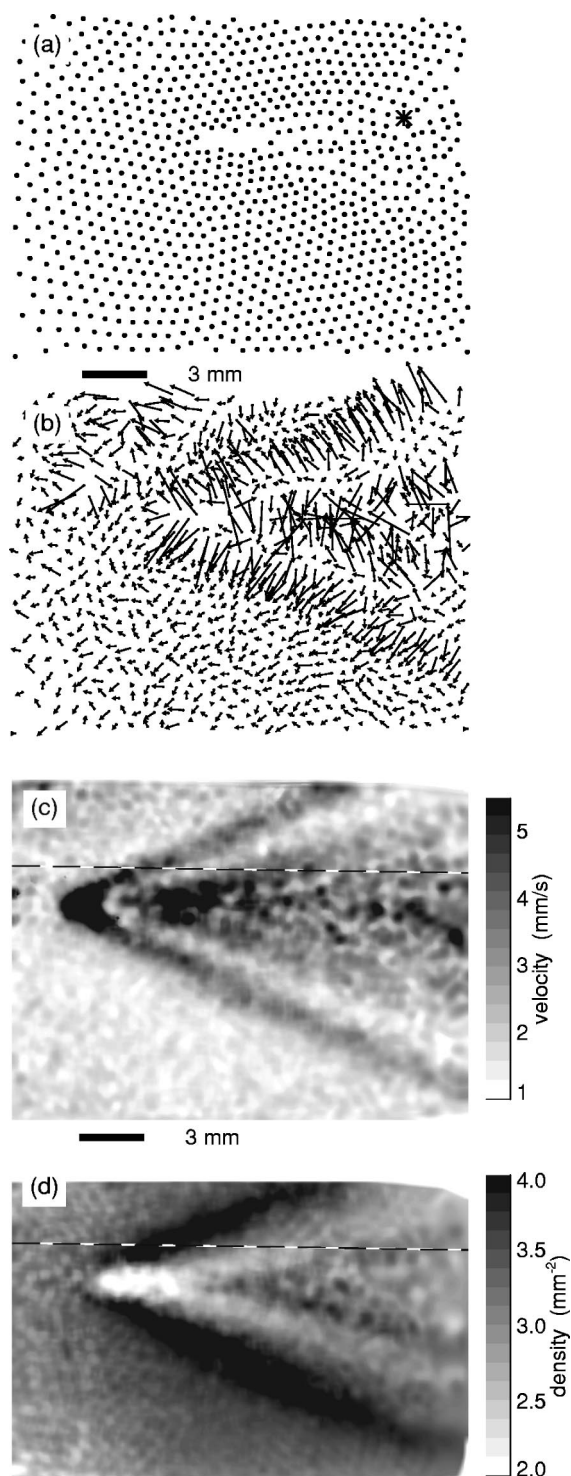 (a)
3 mm
(b)
(c)
5
4
3
2
1
velocity (mm/s)
3 mm
(d)
4.0
3.5
3.0
2.5
2.0
density (mm⁻²)